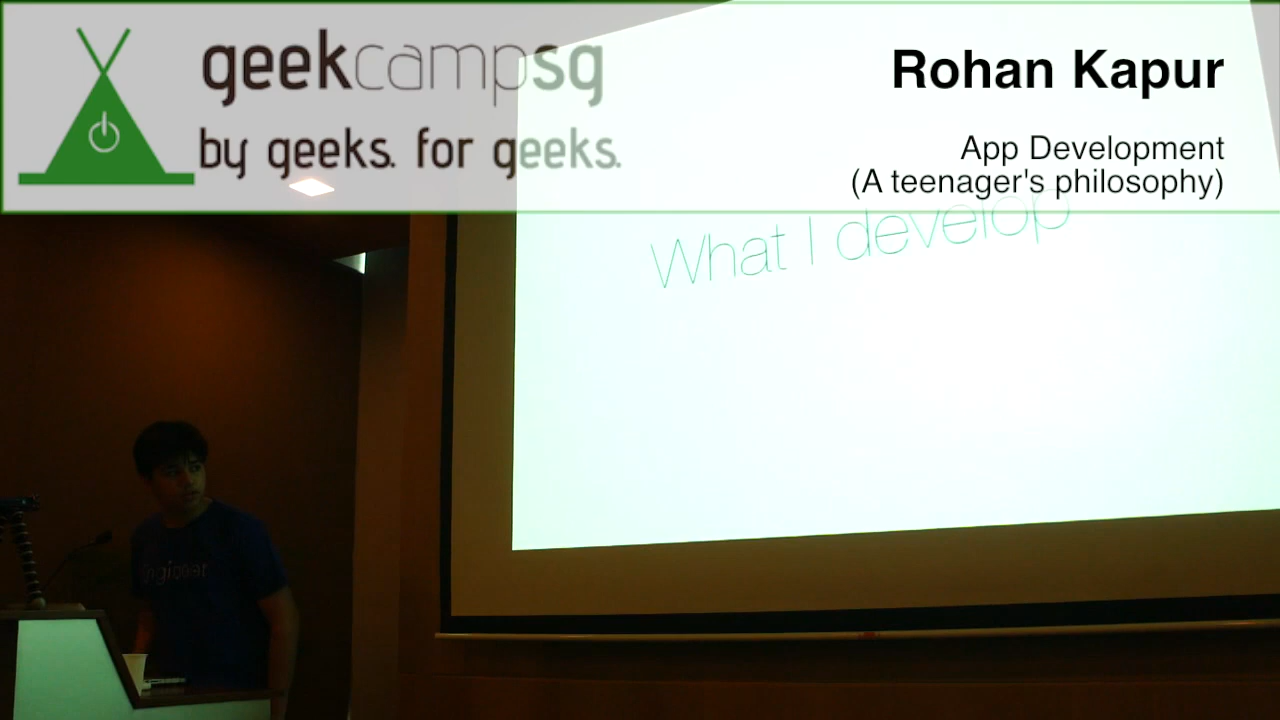 geekcampsg
by geeks. for geeks.
Rohan Kapur
App Development
(A teenager's philosophy)
What I develop